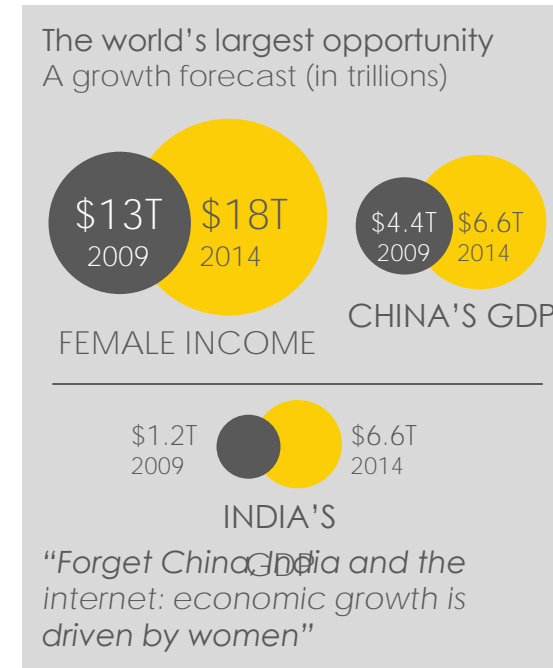 The world’s largest opportunity
A growth forecast (in trillions)
$13T $18T
2009 2014
FEMALE INCOME
$4.4T $6.6T
2009 2014
CHINA’S GDP
$1.2T $6.6T
2009 2014
INDIA’S
GDP
“Forget China, India and the
internet: economic growth is
driven by women”